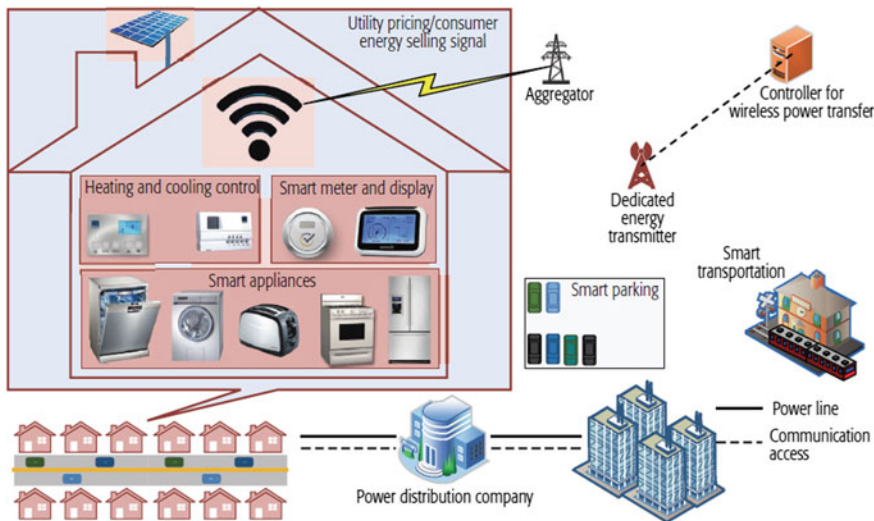 Utility pricing/consumer
energy selling signal
Aggregator
Controller for
wireless power transfer
Heating and cooling control
Smart meter and display
Dedicated
energy
transmitter
Smart
transportation
Smart appliances
Smart parking
Power line
Communication
access
Power distribution company